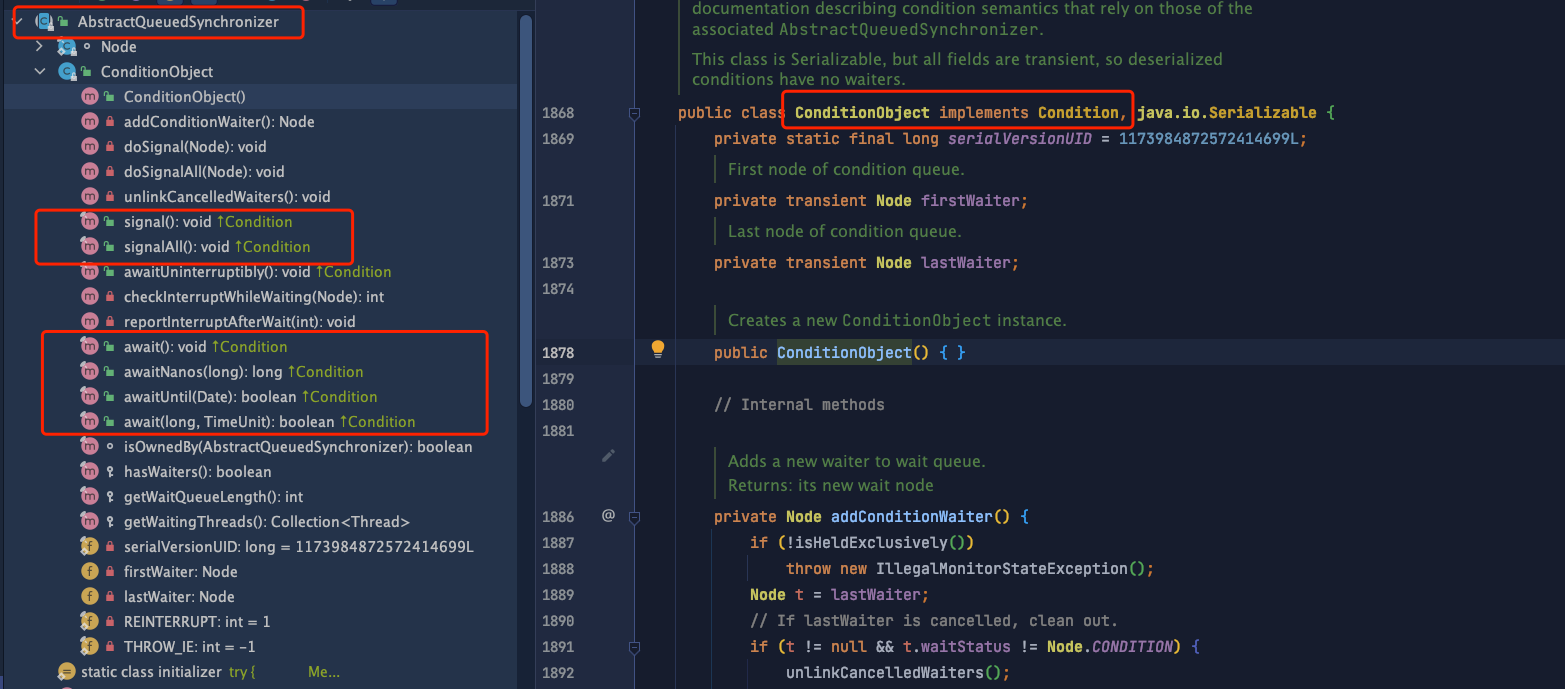 AbstractQueuedSynchronizer
Node
ConditionObject
ConditionObject()
addConditionWaiter(): Node
doSignal(Node): void
doSignalAll(Node): void
unlinkCancelledWaiters(): void
signal(): void ↑Condition
signalAll(): void ↑Condition
awaitUninterruptibly(): void ↑Condition
checkInterruptWhileWaiting(Node): int
reportInterruptAfterWait(int): void
await(): void ↑Condition
awaitNanos(long): long ↑Condition
awaitUntil(Date): boolean ↑Condition
await(long, TimeUnit): boolean ↑Condition
isOwnedBy(AbstractQueuedSynchronizer): boolean
hasWaiters(): boolean
getWaitQueueLength(): int
getWaitingThreads(): Collection<Thread>
serialVersionUID: long = 1173984872572414699L
firstWaiter: Node
lastWaiter: Node
REINTERRUPT: int = 1
THROW_IE: int = -1
static class initializer try { Me...
documentation describing condition semantics that rely on those of the
associated AbstractQueuedSynchronizer.
This class is Serializable, but all fields are transient, so deserialized
conditions have no waiters.
1868 public class ConditionObject implements Condition, java.io.Serializable {
1869 private static final long serialVersionUID = 1173984872572414699L;
First node of condition queue.
1871 private transient Node firstWaiter;
Last node of condition queue.
1873 private transient Node lastWaiter;
1874
Creates a new ConditionObject instance.
1878 public ConditionObject() { }
1879
1880 // Internal methods
1881
Adds a new waiter to wait queue.
Returns: its new wait node
1886 @ private Node addConditionWaiter() {
1887 if (!isHeldExclusively())
1888 throw new IllegalMonitorStateException();
1889 Node t = lastWaiter;
1890 // If lastWaiter is cancelled, clean out.
1891 if (t != null && t.waitStatus != Node.CONDITION) {
1892 unlinkCancelledWaiters();